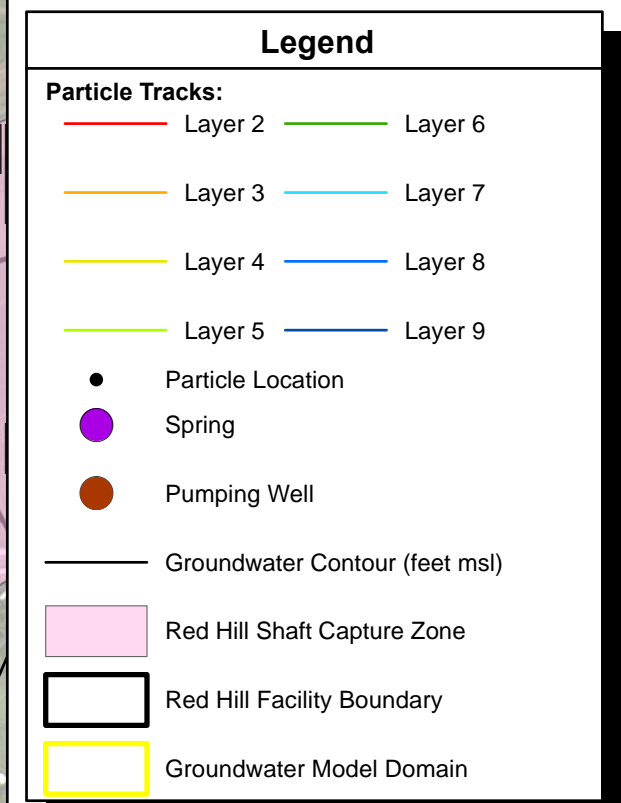 Legend
Particle Tracks:
Layer 2 Layer 6
Layer 3 Layer 7
Layer 4 Layer 8
Layer 5 Layer 9
Particle Location
Spring
Pumping Well
Groundwater Contour (feet msl)
Red Hill Shaft Capture Zone
Red Hill Facility Boundary
Groundwater Model Domain